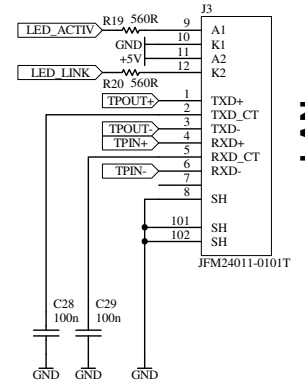 J3
R19 560R
LED_ACTIV 9 A1
GND 10 K1
+5V 11 A2
LED_LINK 12 K2
R20 560R
TPOUT+ 1 TXD+
2 TXD_CT
TPOUT- 3 TXD-
TPIN+ 4 RXD+
5 RXD_CT
TPIN- 6 RXD-
7
8 SH
101 SH
102 SH
JFM24011-0101T
C28 C29
100n 100n
GND GND GND